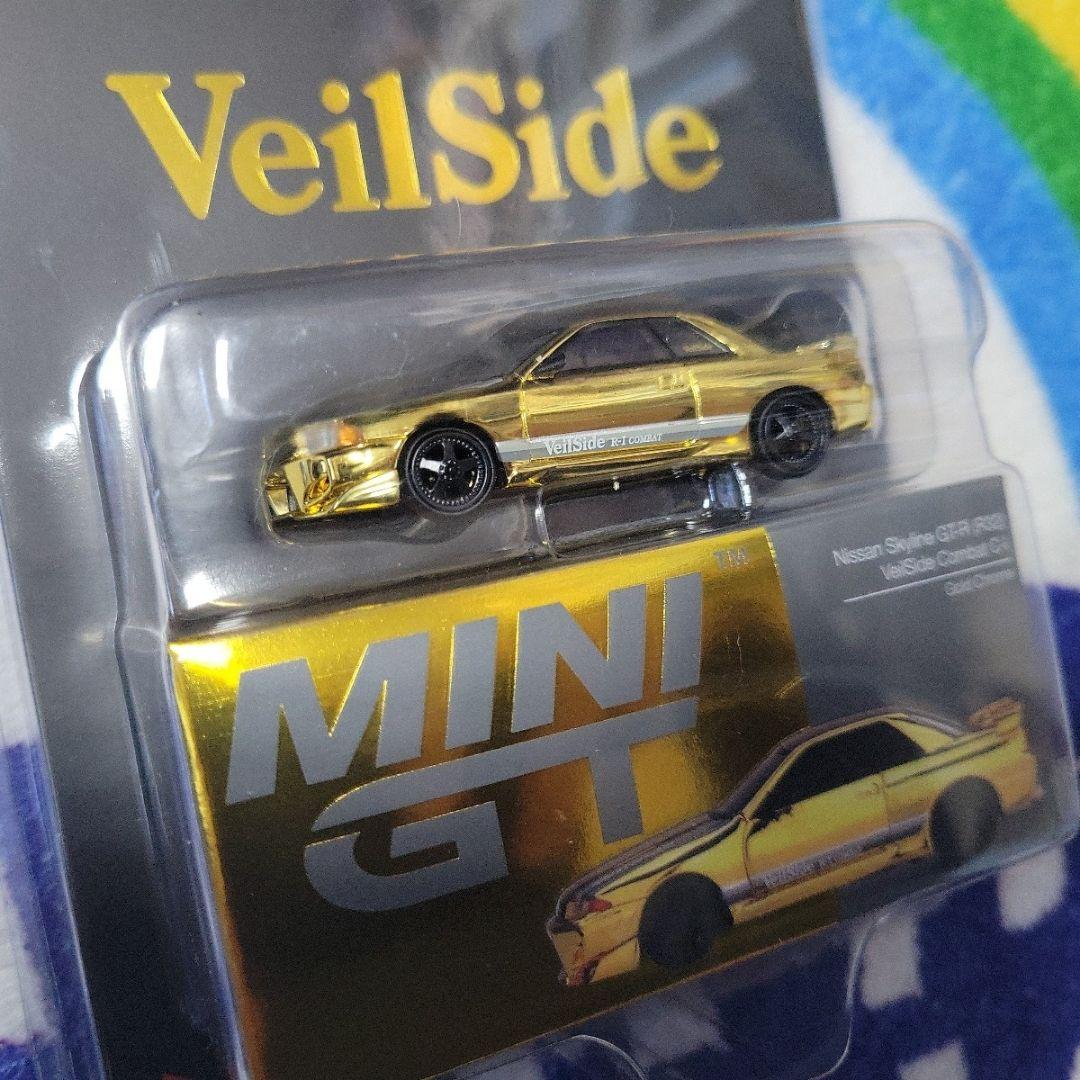 VeilSide
VeilSide R-I COMBAT
MINI
GT
TM
Nissan Skyline GT-R (R32)
VeilSide Combat
Gold Chrome